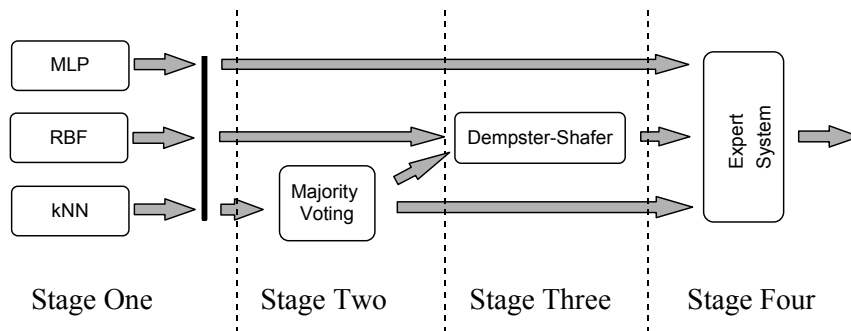 MLP
RBF
kNN
Majority
Voting
Dempster-Shafer
Expert
System
Stage One
Stage Two
Stage Three
Stage Four